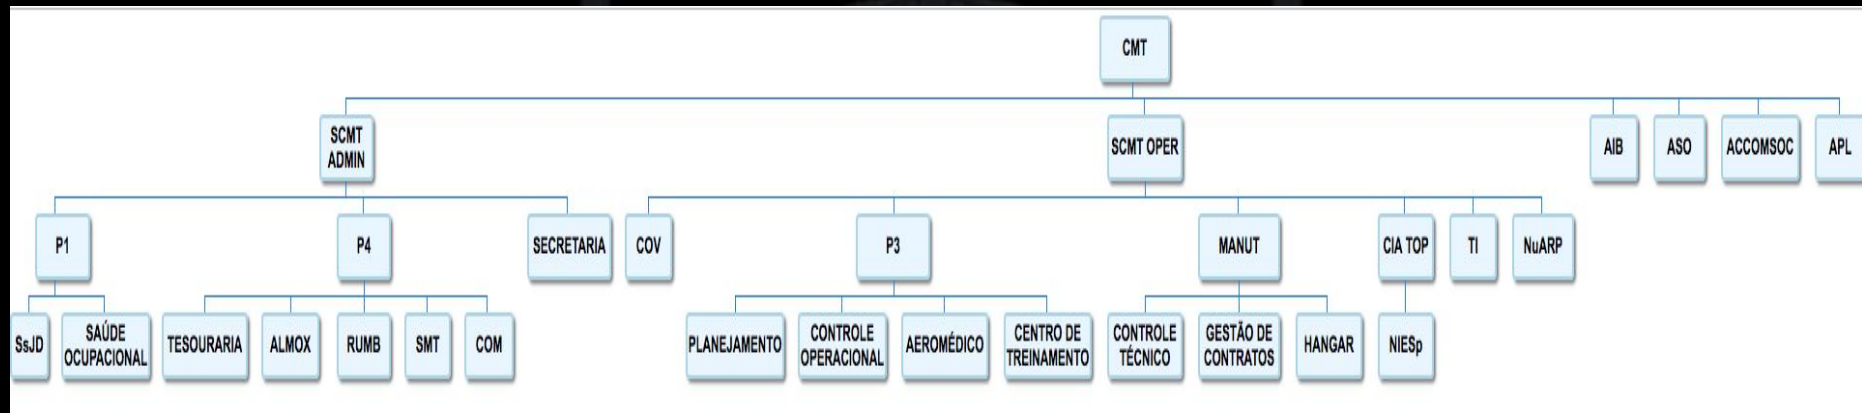 CMT
SCMT
ADMIN
SCMT OPER
AIB
ASO
ACCOMSOC
APL
P1
P4
SECRETARIA
COV
P3
MANUT
CIA TOP
TI
NuARP
SsJD
SAÚDE
OCUPACIONAL
TESOURARIA
ALMOX
RUMB
SMT
COM
PLANEJAMENTO
CONTROLE
OPERACIONAL
AEROMÉDICO
CENTRO DE
TREINAMENTO
CONTROLE
TÉCNICO
GESTÃO DE
CONTRATOS
HANGAR
NIESp